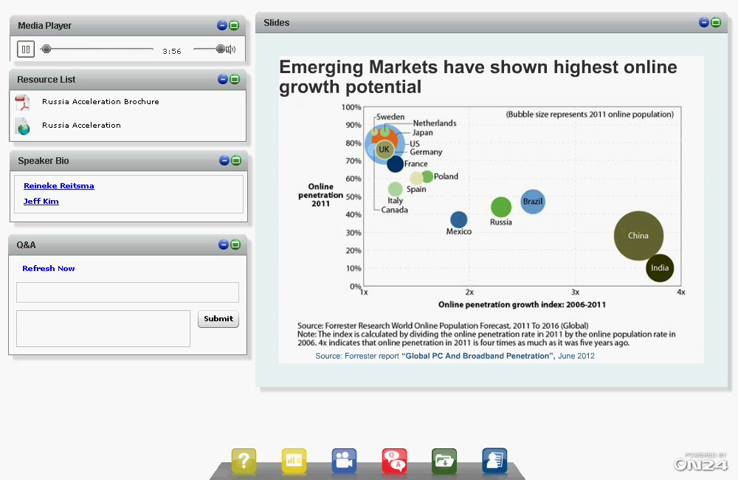 Media Player
3:56
Resource List
Russia Acceleration Brochure
Russia Acceleration
Speaker Bio
Reineke Reitsma
Jeff Kim
Q&A
Refresh Now
Submit
Slides
Emerging Markets have shown highest online
growth potential
(Bubble size represents 2011 online population)
Online
penetration
2011
100%
90%
80%
70%
60%
50%
40%
30%
20%
10%
0%
Sweden
Netherlands
Japan
US
UK
Germany
France
Poland
Spain
Italy
Canada
Mexico
Russia
Brazil
China
India
1x
2x
3x
4x
Online penetration growth index: 2006-2011
Source: Forrester Research World Online Population Forecast, 2011 To 2016 (Global)
Note: The index is calculated by dividing the online penetration rate in 2011 by the online population rate in
2006. 4x indicates that online penetration in 2011 is four times as much as it was five years ago.
Source: Forrester report “Global PC And Broadband Penetration”, June 2012
?
Q
A
POWERED BY
ON24